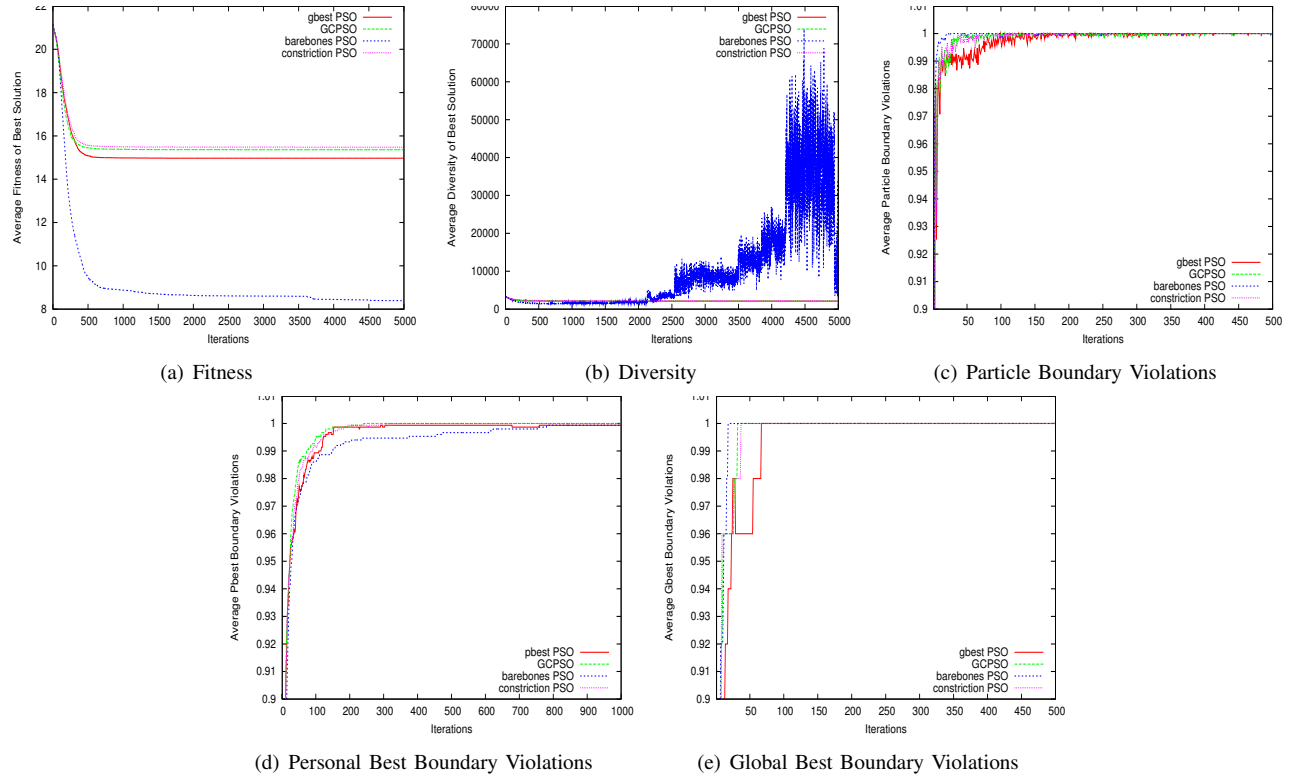 22
20
18
16
14
12
10
8
0 500 1000 1500 2000 2500 3000 3500 4000 4500 5000
Average Fitness of Best Solution
Iterations
gbest PSO
GCPSO
barebones PSO
constriction PSO
(a) Fitness
80000
70000
60000
50000
40000
30000
20000
10000
0
0 500 1000 1500 2000 2500 3000 3500 4000 4500 5000
Average Diversity of Best Solution
Iterations
gbest PSO
GCPSO
barebones PSO
constriction PSO
(b) Diversity
1.01
1
0.99
0.98
0.97
0.96
0.95
0.94
0.93
0.92
0.91
0.9
50 100 150 200 250 300 350 400 450 500
Average Particle Boundary Violations
Iterations
gbest PSO
GCPSO
barebones PSO
constriction PSO
(c) Particle Boundary Violations
1.01
1
0.99
0.98
0.97
0.96
0.95
0.94
0.93
0.92
0.91
0.9
0 100 200 300 400 500 600 700 800 900 1000
Average Pbest Boundary Violations
Iterations
pbest PSO
GCPSO
barebones PSO
constriction PSO
(d) Personal Best Boundary Violations
1.01
1
0.99
0.98
0.97
0.96
0.95
0.94
0.93
0.92
0.91
0.9
50 100 150 200 250 300 350 400 450 500
Average Gbest Boundary Violations
Iterations
gbest PSO
GCPSO
barebones PSO
constriction PSO
(e) Global Best Boundary Violations